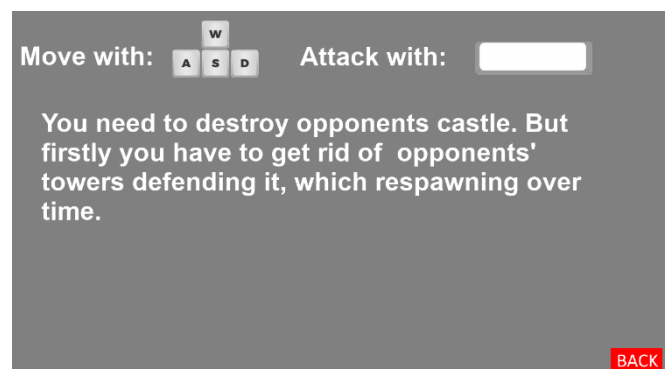 Move with: W Attack with:
A S D
You need to destroy opponents castle. But
firstly you have to get rid of opponents'
towers defending it, which respawning over
time.
BACK